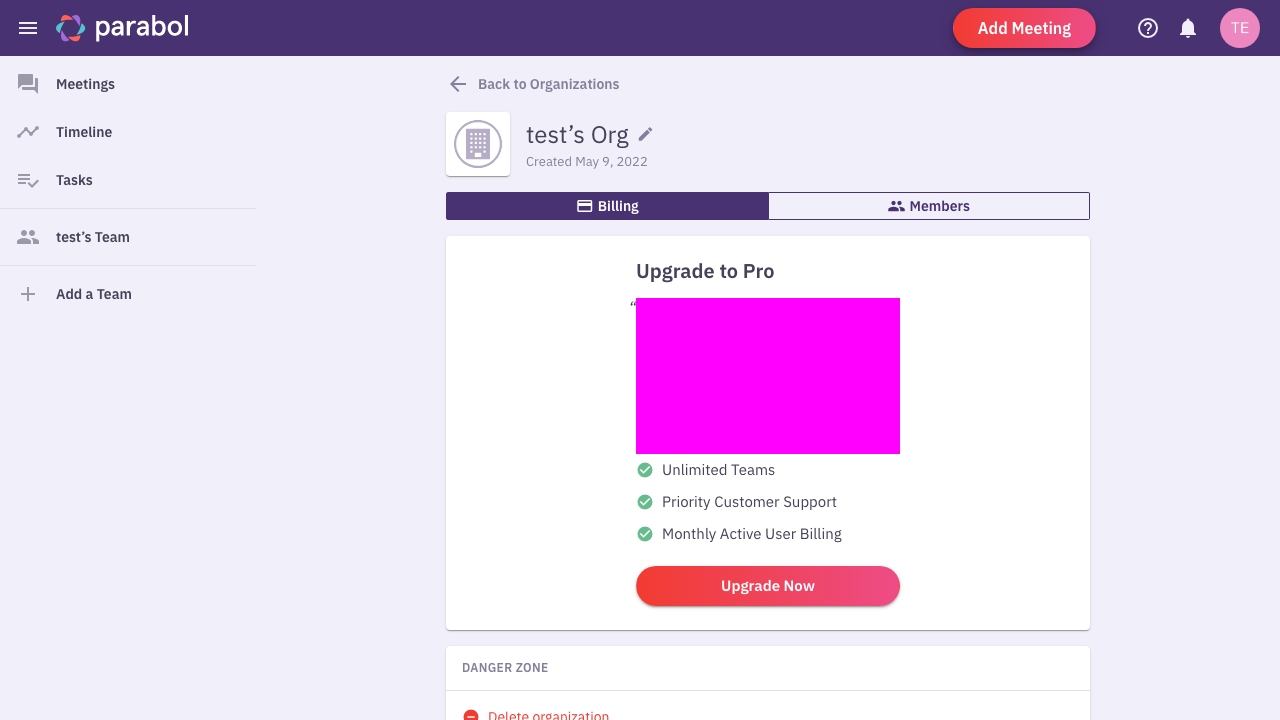 parabol
Add Meeting
TE
Meetings
Timeline
Tasks
test's Team
Add a Team
Back to Organizations
test's Org
Created May 9, 2022
Billing
Members
Upgrade to Pro
“
Unlimited Teams
Priority Customer Support
Monthly Active User Billing
Upgrade Now
DANGER ZONE
Delete organization